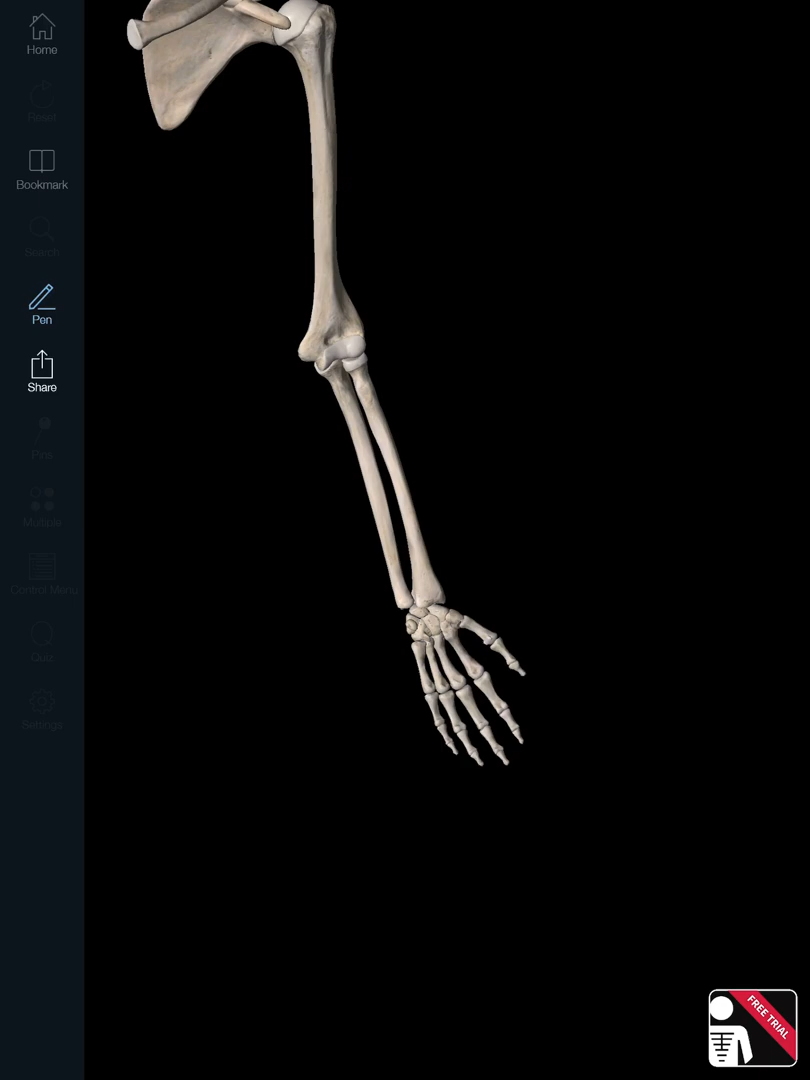 Home
Reset
Bookmark
Search
Pen
Share
Pins
Multiple
Control Menu
Quiz
Settings
FREE TRIAL